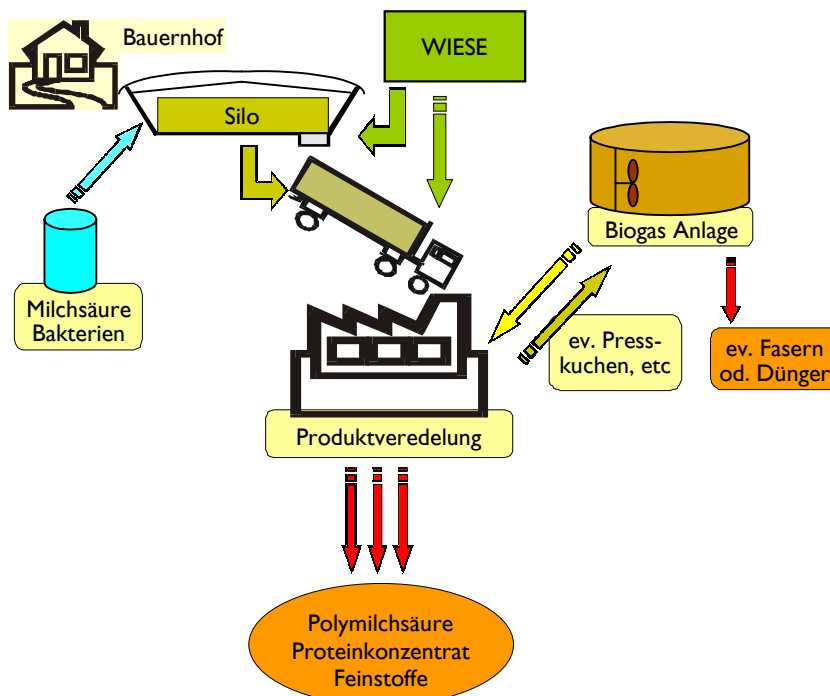 Bauernhof
WIESE
Silo
Biogas Anlage
Milchsäure
Bakterien
ev. Press-
kuchen, etc
ev. Fasern
od. Dünger
Produktveredelung
Polymilchsäure
Proteinkonzentrat
Feinstoffe